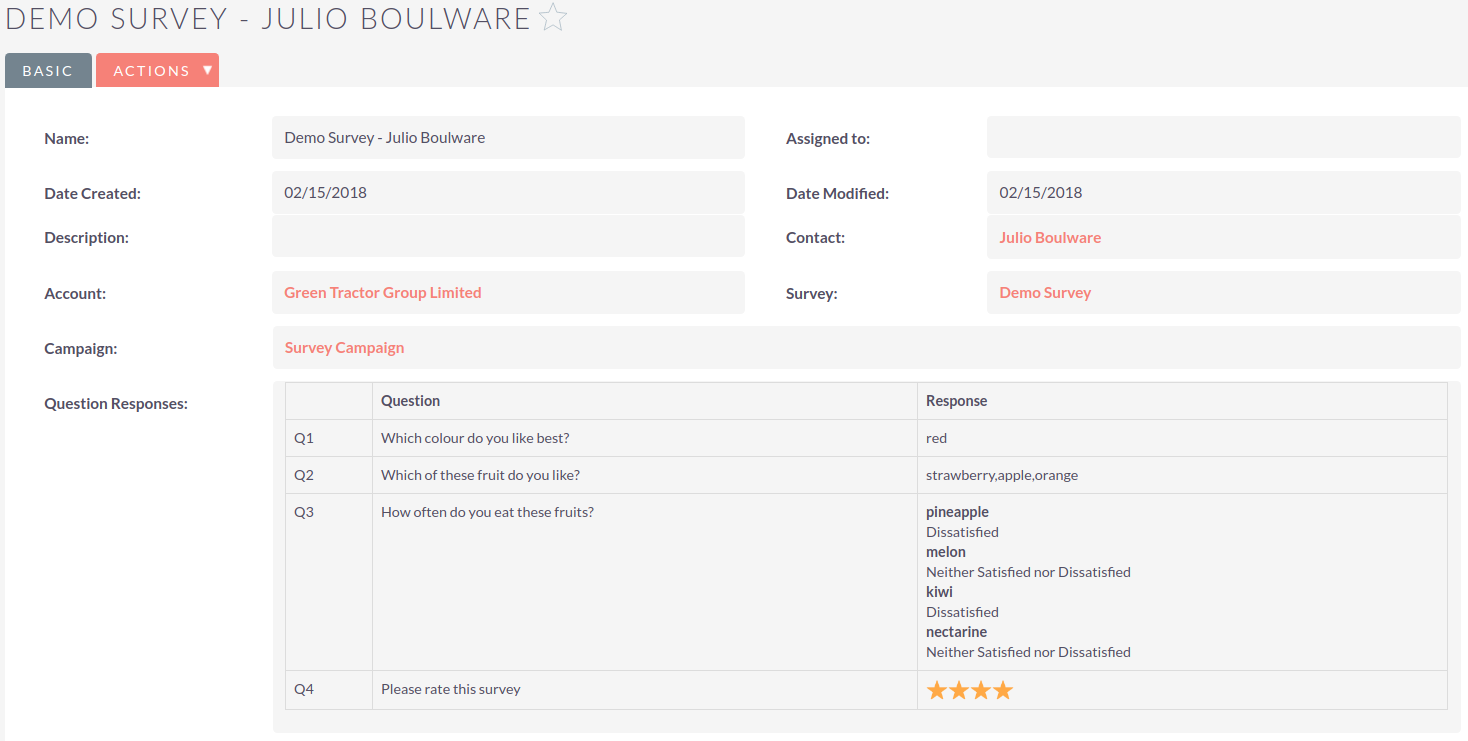 DEMO SURVEY - JULIO BOULWARE
BASIC
ACTIONS
Name: Demo Survey - Julio Boulware Assigned to:
Date Created: 02/15/2018 Date Modified: 02/15/2018
Description: Contact: Julio Boulware
Account: Green Tractor Group Limited Survey: Demo Survey
Campaign: Survey Campaign
Question Responses:
Question Response
Q1 Which colour do you like best? red
Q2 Which of these fruit do you like? strawberry,apple,orange
Q3 How often do you eat these fruits? pineapple
Dissatisfied
melon
Neither Satisfied nor Dissatisfied
kiwi
Dissatisfied
nectarine
Neither Satisfied nor Dissatisfied
Q4 Please rate this survey